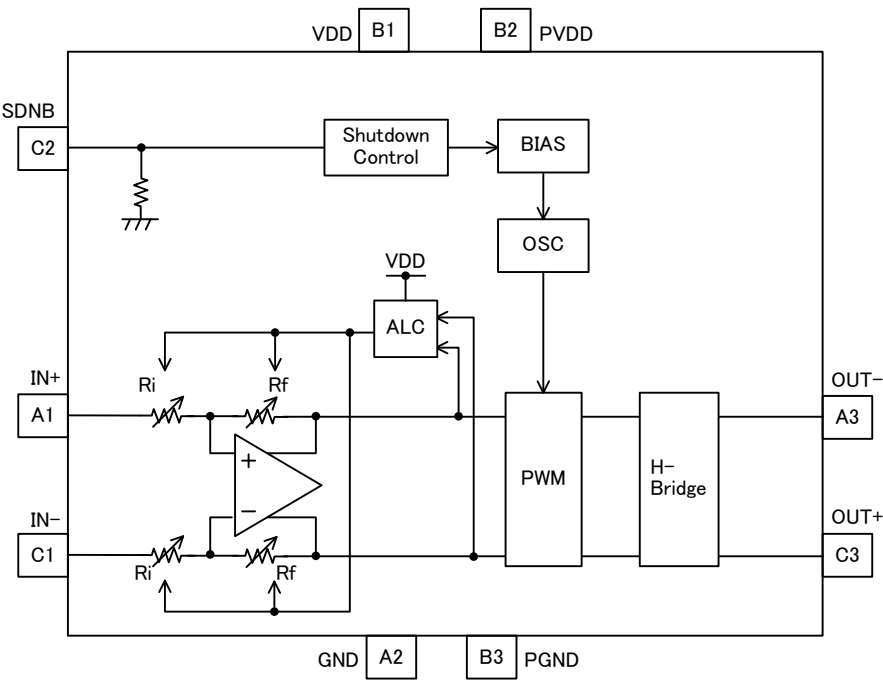 VDD B1 B2 PVDD
SDNB
C2
Shutdown
Control
BIAS
OSC
VDD
ALC
IN+
Ri
Rf
OUT-
A1
A3
+
PWM
H-
Bridge
−
IN-
OUT+
C1
C3
Ri
Rf
GND A2 B3 PGND